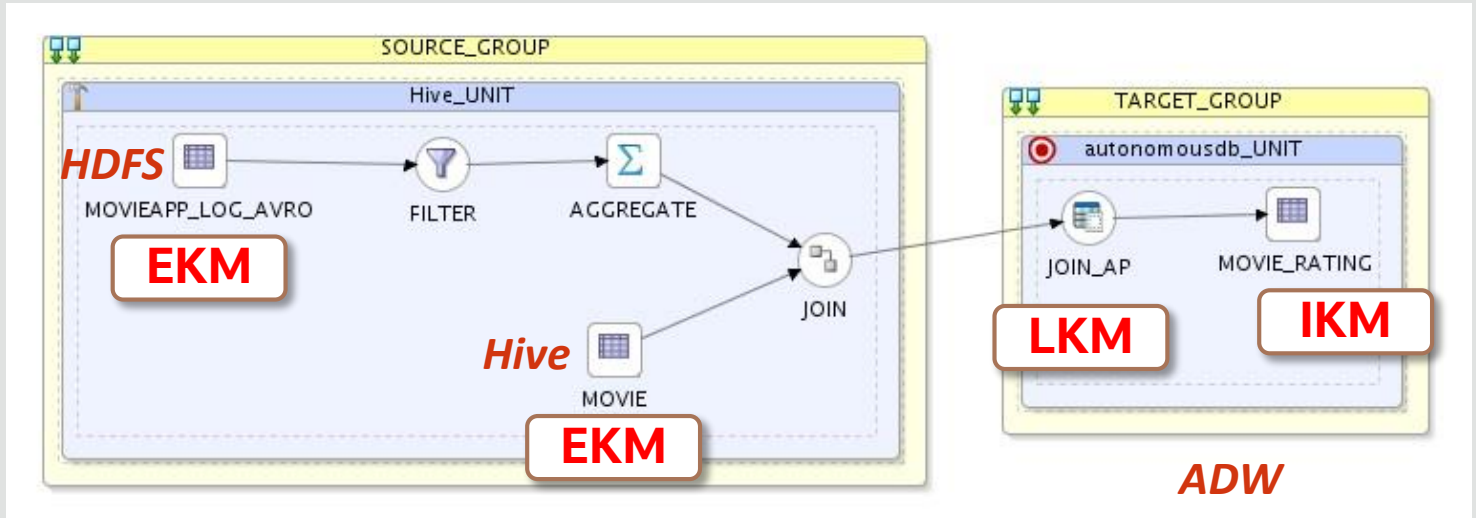 SOURCE_GROUP
Hive_UNIT
HDFS
MOVIEAPP_LOG_AVRO
EKM
FILTER
AGGREGATE
JOIN
Hive
MOVIE
EKM
TARGET_GROUP
autonomousdb_UNIT
JOIN_AP
LKM
MOVIE_RATING
IKM
ADW